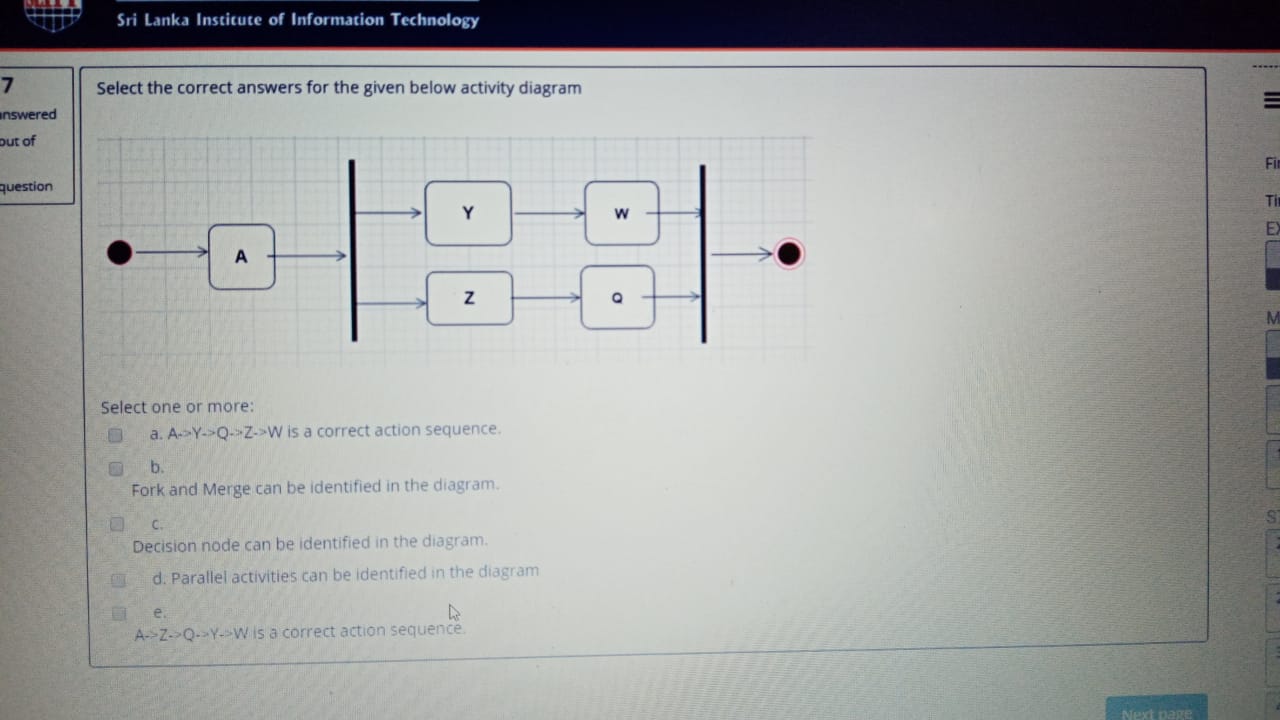 Sri Lanka Institute of Information Technology
7
Select the correct answers for the given below activity diagram
answered
out of
question
Y
W
A
Z
Q
Select one or more:
a. A->Y->Q->Z->W is a correct action sequence.
b.
Fork and Merge can be identified in the diagram.
c.
Decision node can be identified in the diagram.
d. Parallel activities can be identified in the diagram
e.
A->Z->Q->Y->W is a correct action sequence.
Next page